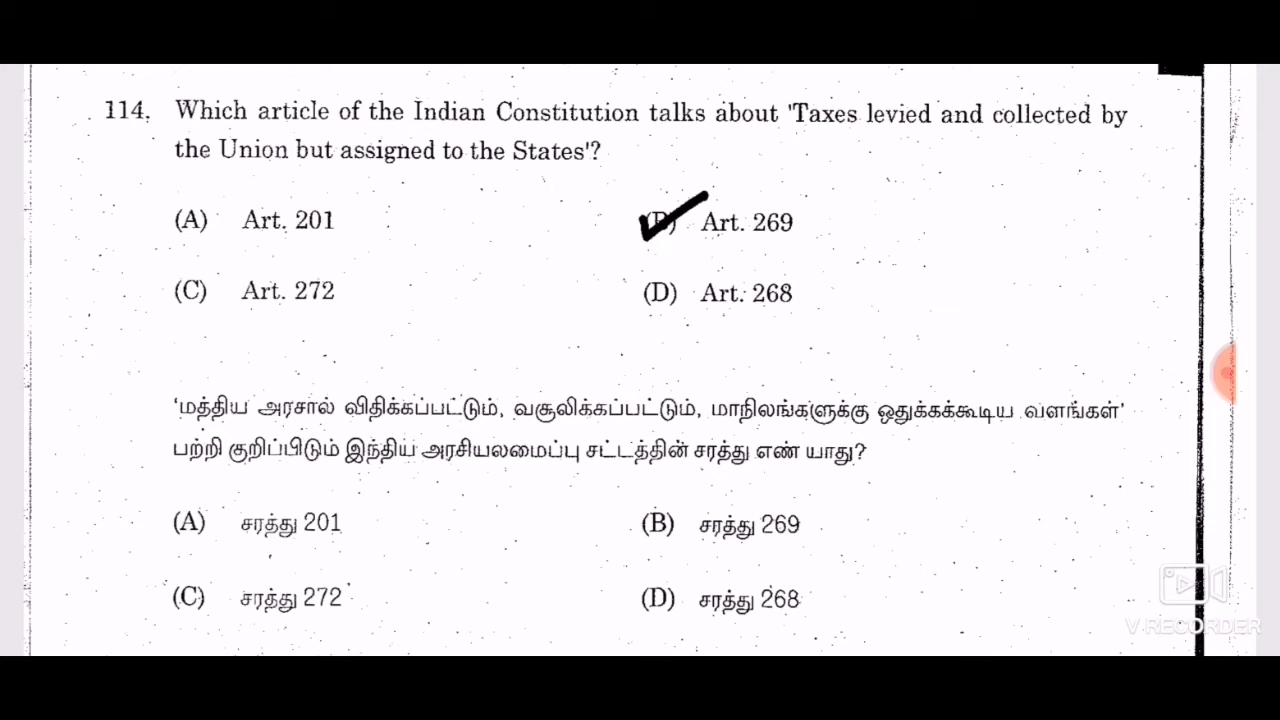 114. Which article of the Indian Constitution talks about 'Taxes levied and collected by
the Union but assigned to the States'?
(A) Art. 201 (B) Art. 269
(C) Art. 272 (D) Art. 268
'மத்திய அரசால் விதிக்கப்பட்டும், வசூலிக்கப்பட்டும், மாநிலங்களுக்கு ஒதுக்கக்கூடிய வளங்கள்'
பற்றி குறிப்பிடும் இந்திய அரசியலமைப்பு சட்டத்தின் சரத்து எண் யாது?
(A) சரத்து 201 (B) சரத்து 269
(C) சரத்து 272 (D) சரத்து 268
V RECORDER